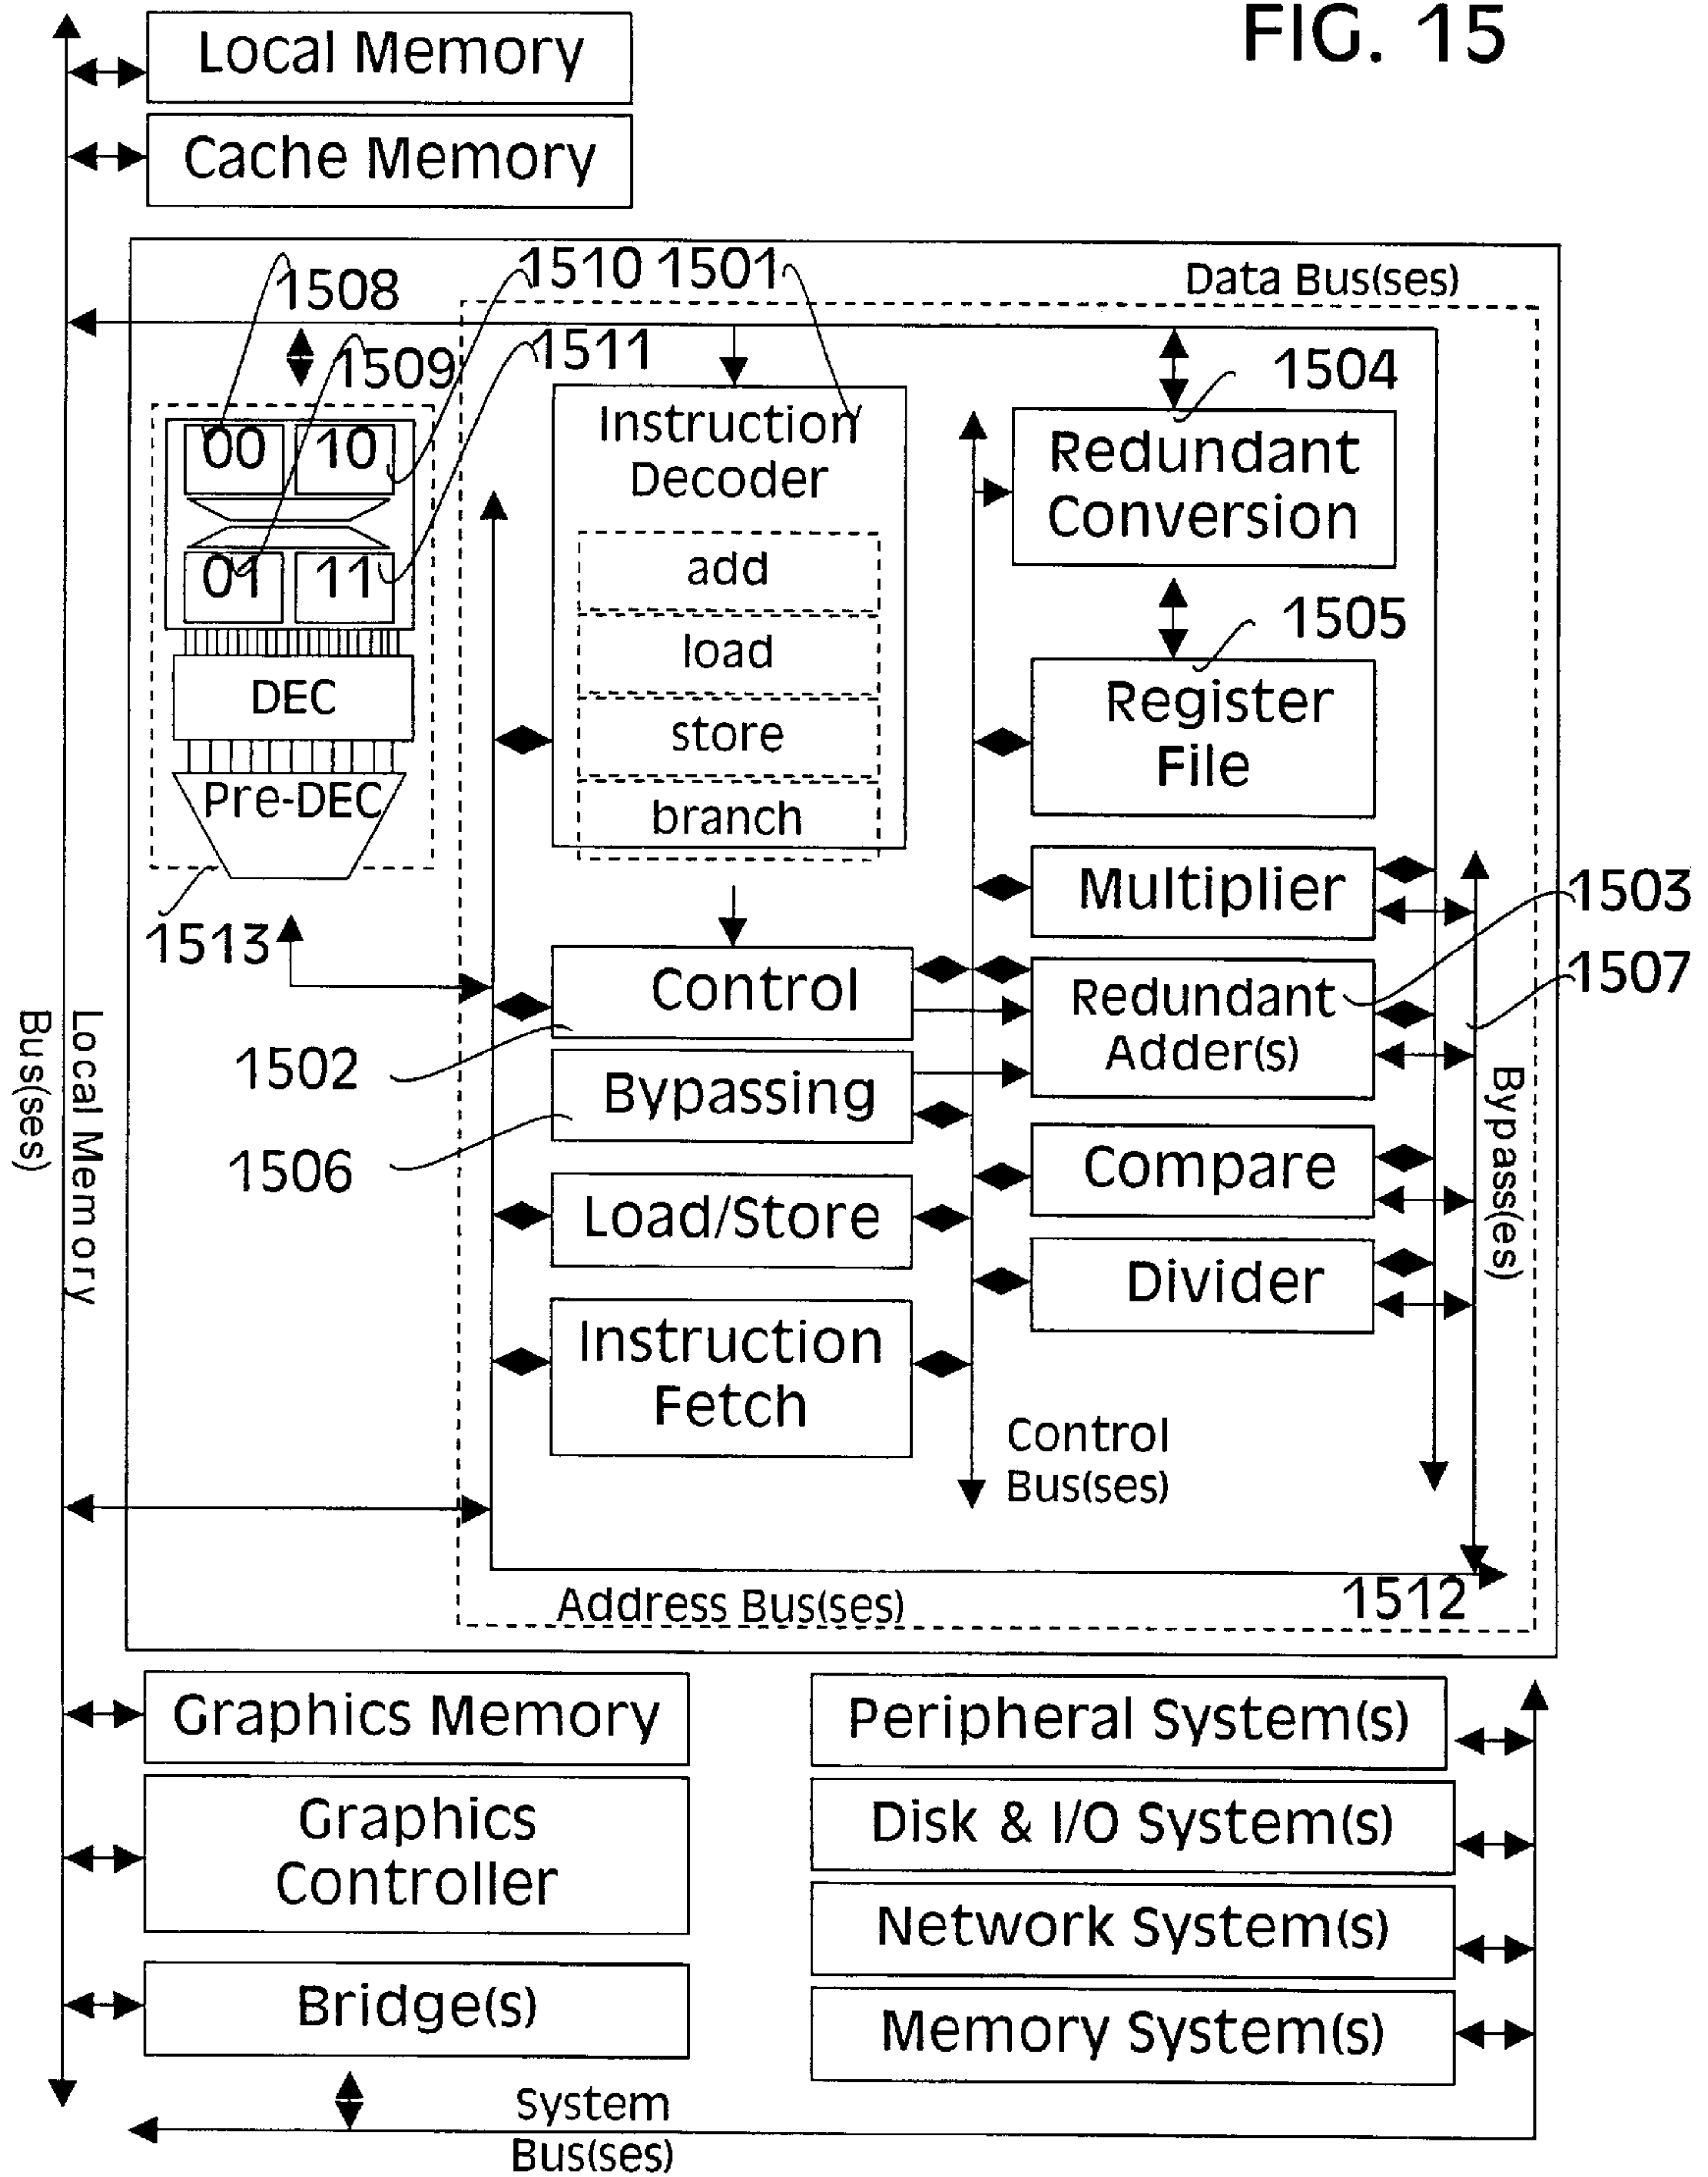 FIG. 15
Local Memory
Cache Memory
1508
1510
1501
Data Bus(ses)
1509
1511
1504
00
10
01
11
DEC
Pre-DEC
1513
Instruction
Decoder
add
load
store
branch
Redundant
Conversion
1505
Register
File
Multiplier
1503
Control
Redundant
Adder(s)
1507
1502
Bypassing
1506
Compare
Bypass(es)
Load/Store
Divider
Instruction
Fetch
Control
Bus(ses)
Local Memory
Bus(ses)
Address Bus(ses)
1512
Graphics Memory
Peripheral System(s)
Graphics
Controller
Disk & I/O System(s)
Network System(s)
Bridge(s)
Memory System(s)
System
Bus(ses)